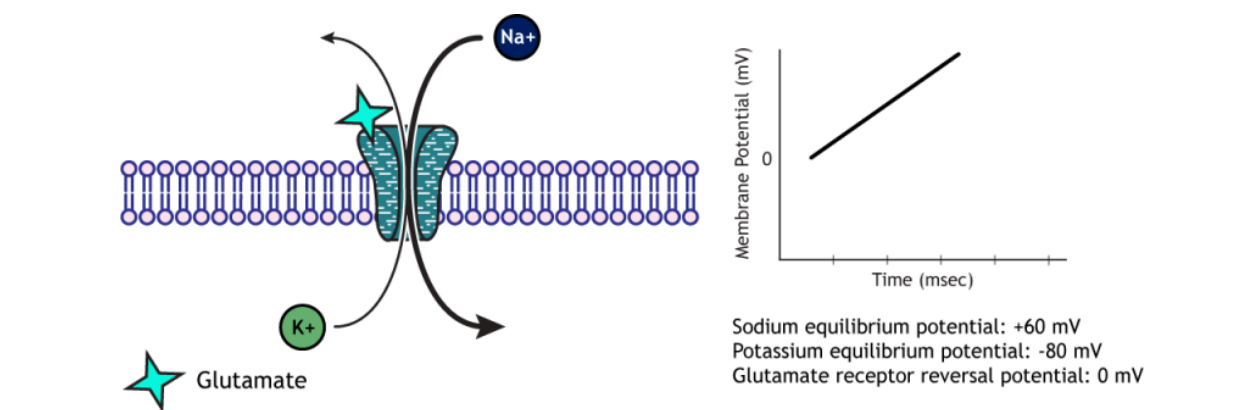 Na+
K+
Glutamate
Membrane Potential (mV)
0
Time (msec)
Sodium equilibrium potential: +60 mV
Potassium equilibrium potential: -80 mV
Glutamate receptor reversal potential: 0 mV